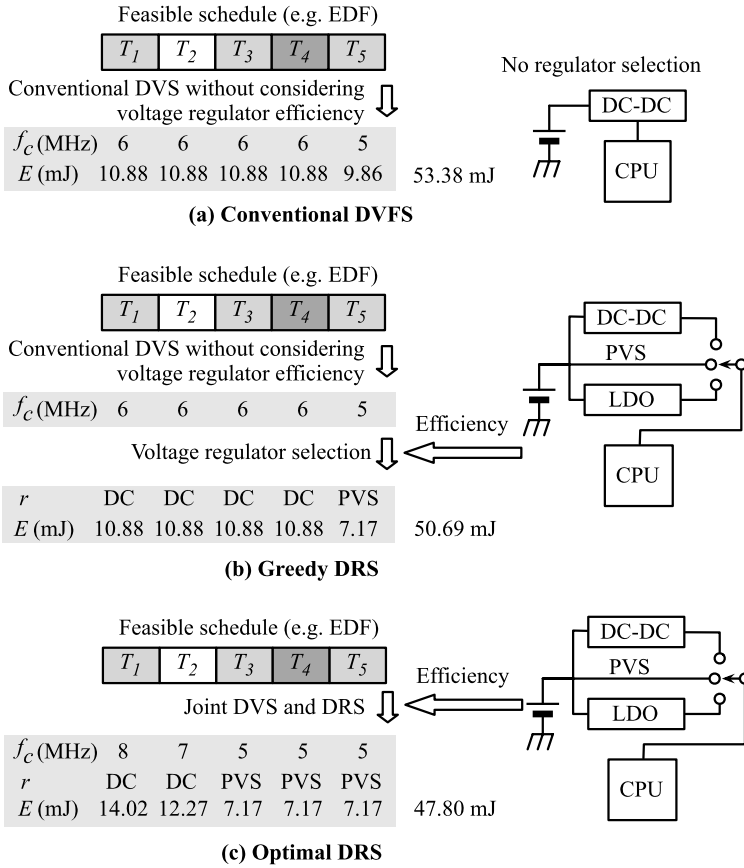 Feasible schedule (e.g. EDF)
T1 T2 T3 T4 T5
Conventional DVS without considering
voltage regulator efficiency
fc (MHz) 6 6 6 6 5
E (mJ) 10.88 10.88 10.88 10.88 9.86
53.38 mJ
No regulator selection
DC-DC
CPU
(a) Conventional DVFS
Feasible schedule (e.g. EDF)
T1 T2 T3 T4 T5
Conventional DVS without considering
voltage regulator efficiency
fc (MHz) 6 6 6 6 5
Voltage regulator selection
Efficiency
DC-DC
PVS
LDO
CPU
r DC DC DC DC PVS
E (mJ) 10.88 10.88 10.88 10.88 7.17
50.69 mJ
(b) Greedy DRS
Feasible schedule (e.g. EDF)
T1 T2 T3 T4 T5
Joint DVS and DRS
Efficiency
DC-DC
PVS
LDO
CPU
fc (MHz) 8 7 5 5 5
r DC DC PVS PVS PVS
E (mJ) 14.02 12.27 7.17 7.17 7.17
47.80 mJ
(c) Optimal DRS